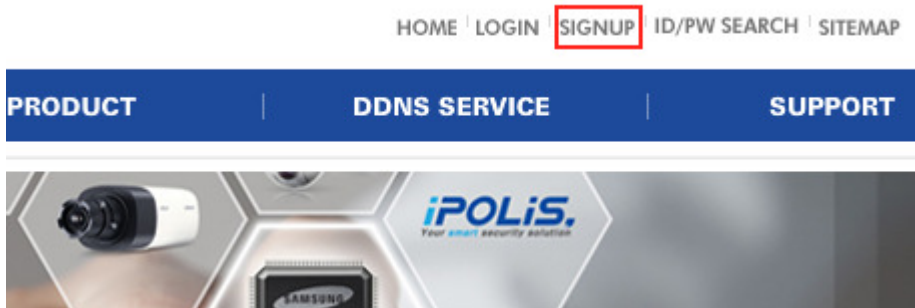 HOME LOGIN SIGNUP ID/PW SEARCH SITEMAP
PRODUCT DDNS SERVICE SUPPORT
iPOLiS.
Your smart security solution
SAMSUNG